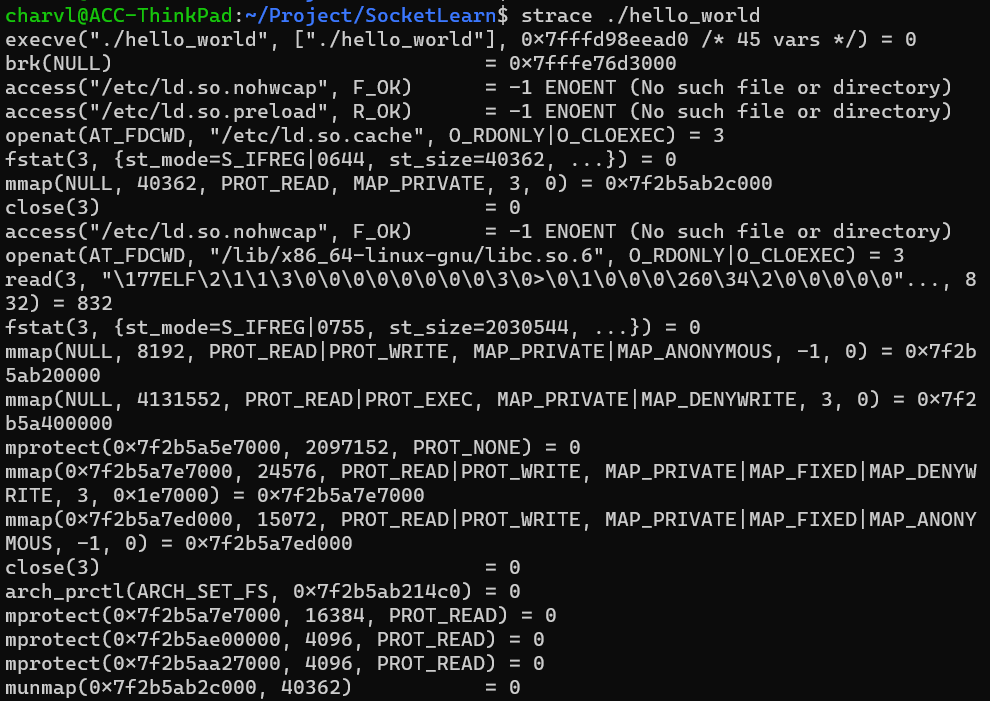 charvl@ACC-ThinkPad:~/Project/SocketLearn$ strace ./hello_world
execve("./hello_world", ["./hello_world"], 0x7fffd98eead0 /* 45 vars */) = 0
brk(NULL)                               = 0x7fffe76d3000
access("/etc/ld.so.nohwcap", F_OK)      = -1 ENOENT (No such file or directory)
access("/etc/ld.so.preload", R_OK)      = -1 ENOENT (No such file or directory)
openat(AT_FDCWD, "/etc/ld.so.cache", O_RDONLY|O_CLOEXEC) = 3
fstat(3, {st_mode=S_IFREG|0644, st_size=40362, ...}) = 0
mmap(NULL, 40362, PROT_READ, MAP_PRIVATE, 3, 0) = 0x7f2b5ab2c000
close(3)                                = 0
access("/etc/ld.so.nohwcap", F_OK)      = -1 ENOENT (No such file or directory)
openat(AT_FDCWD, "/lib/x86_64-linux-gnu/libc.so.6", O_RDONLY|O_CLOEXEC) = 3
read(3, "\177ELF\2\1\1\3\0\0\0\0\0\0\0\0\3\0>\0\1\0\0\0\260\34\2\0\0\0\0\0"..., 8
32) = 832
fstat(3, {st_mode=S_IFREG|0755, st_size=2030544, ...}) = 0
mmap(NULL, 8192, PROT_READ|PROT_WRITE, MAP_PRIVATE|MAP_ANONYMOUS, -1, 0) = 0x7f2b
5ab20000
mmap(NULL, 4131552, PROT_READ|PROT_EXEC, MAP_PRIVATE|MAP_DENYWRITE, 3, 0) = 0x7f2
b5a400000
mprotect(0x7f2b5a5e7000, 2097152, PROT_NONE) = 0
mmap(0x7f2b5a7e7000, 24576, PROT_READ|PROT_WRITE, MAP_PRIVATE|MAP_FIXED|MAP_DENYW
RITE, 3, 0x1e7000) = 0x7f2b5a7e7000
mmap(0x7f2b5a7ed000, 15072, PROT_READ|PROT_WRITE, MAP_PRIVATE|MAP_FIXED|MAP_ANONY
MOUS, -1, 0) = 0x7f2b5a7ed000
close(3)                                = 0
arch_prctl(ARCH_SET_FS, 0x7f2b5ab214c0) = 0
mprotect(0x7f2b5a7e7000, 16384, PROT_READ) = 0
mprotect(0x7f2b5ae00000, 4096, PROT_READ) = 0
mprotect(0x7f2b5aa27000, 4096, PROT_READ) = 0
munmap(0x7f2b5ab2c000, 40362)           = 0